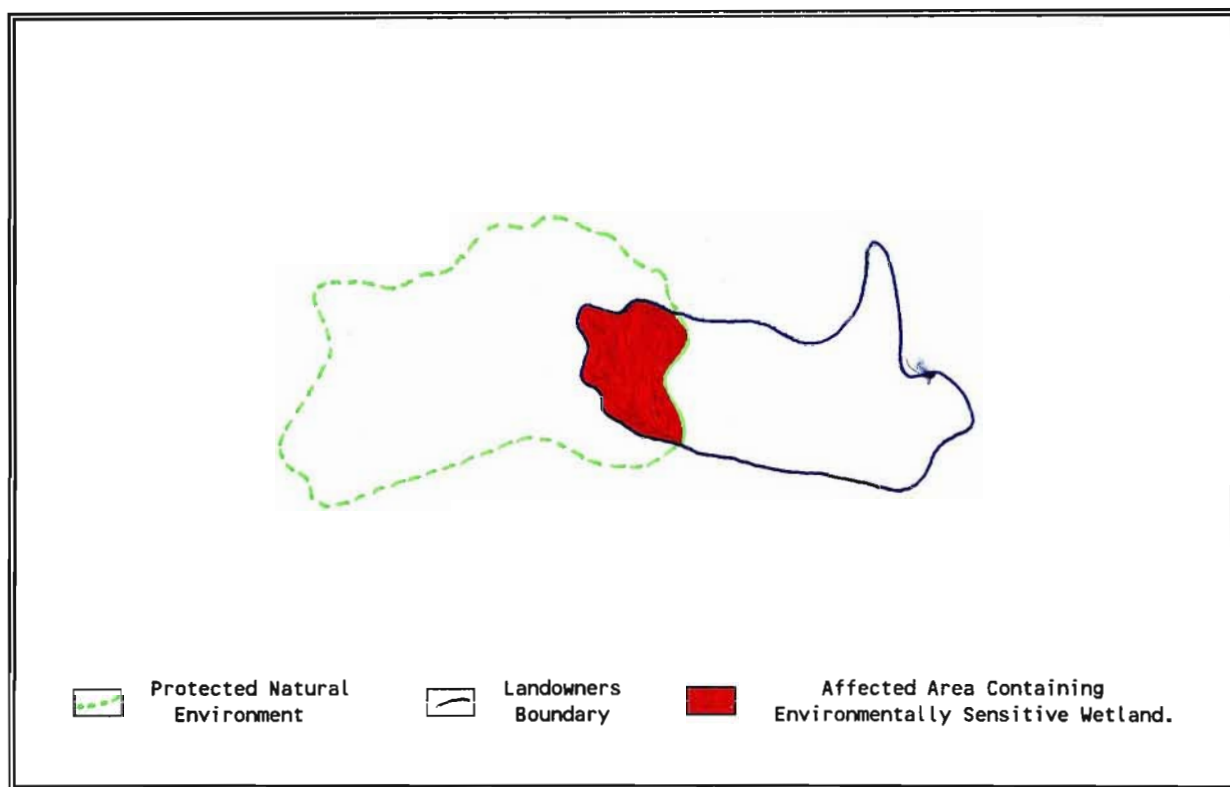 Protected Natural
Environment
Landowners
Boundary
Affected Area Containing
Environmentally Sensitive Wetland.